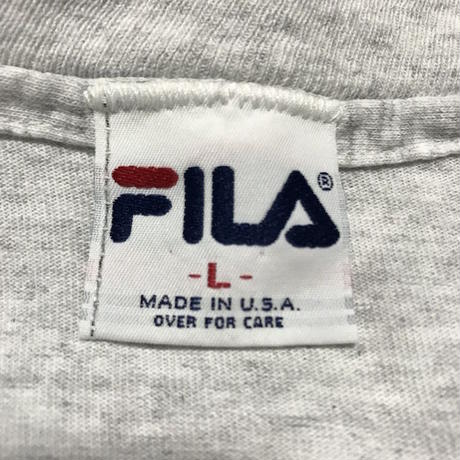 FILA®
-L-
MADE IN U.S.A.
OVER FOR CARE